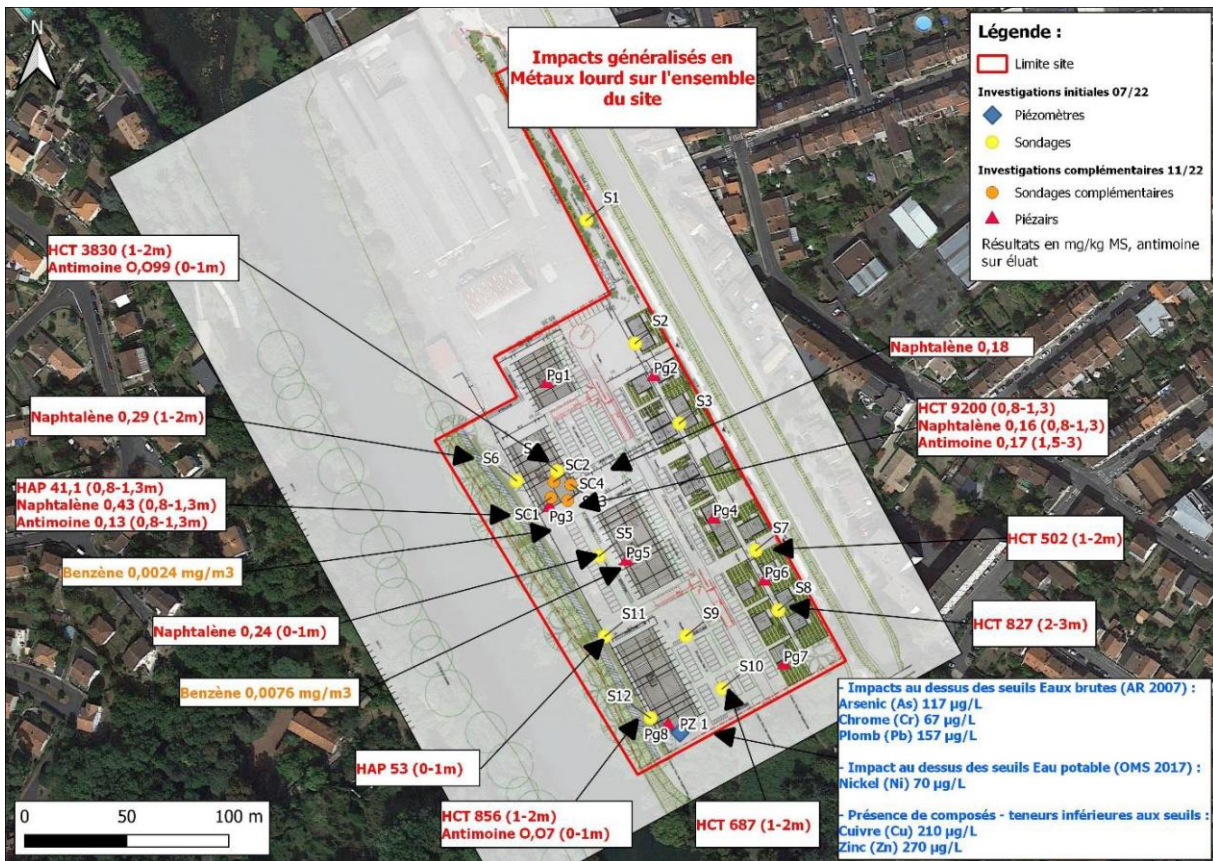 N
Impacts généralisés en
Métaux lourd sur l'ensemble
du site
Légende :
Limite site
Investigations initiales 07/22
Piézomètres
Sondages
Investigations complémentaires 11/22
Sondages complémentaires
Piézairs
Résultats en mg/kg MS, antimoine
sur éluat
S1
HCT 3830 (1-2m)
Antimoine O,O99 (0-1m)
S2
Naphtalène 0,18
Pg1
Pg2
Naphtalène 0,29 (1-2m)
S3
HCT 9200 (0,8-1,3)
Naphtalène 0,16 (0,8-1,3)
Antimoine 0,17 (1,5-3)
S6
SC2
SC4
HAP 41,1 (0,8-1,3m)
Naphtalène 0,43 (0,8-1,3m)
Antimoine 0,13 (0,8-1,3m)
SC1
Pg3
Pg4
S7
HCT 502 (1-2m)
S5
Pg5
Benzène 0,0024 mg/m3
Pg6
S8
Naphtalène 0,24 (0-1m)
HCT 827 (2-3m)
S11
S9
Pg7
S10
Benzène 0,0076 mg/m3
S12
Pg8
PZ 1
- Impacts au dessus des seuils Eaux brutes (AR 2007) :
Arsenic (As) 117 µg/L
Chrome (Cr) 67 µg/L
Plomb (Pb) 157 µg/L
- Impact au dessus des seuils Eau potable (OMS 2017) :
Nickel (Ni) 70 µg/L
- Présence de composés - teneurs inférieures aux seuils :
Cuivre (Cu) 210 µg/L
Zinc (Zn) 270 µg/L
HAP 53 (0-1m)
HCT 856 (1-2m)
Antimoine O,O7 (0-1m)
HCT 687 (1-2m)
0 50 100 m